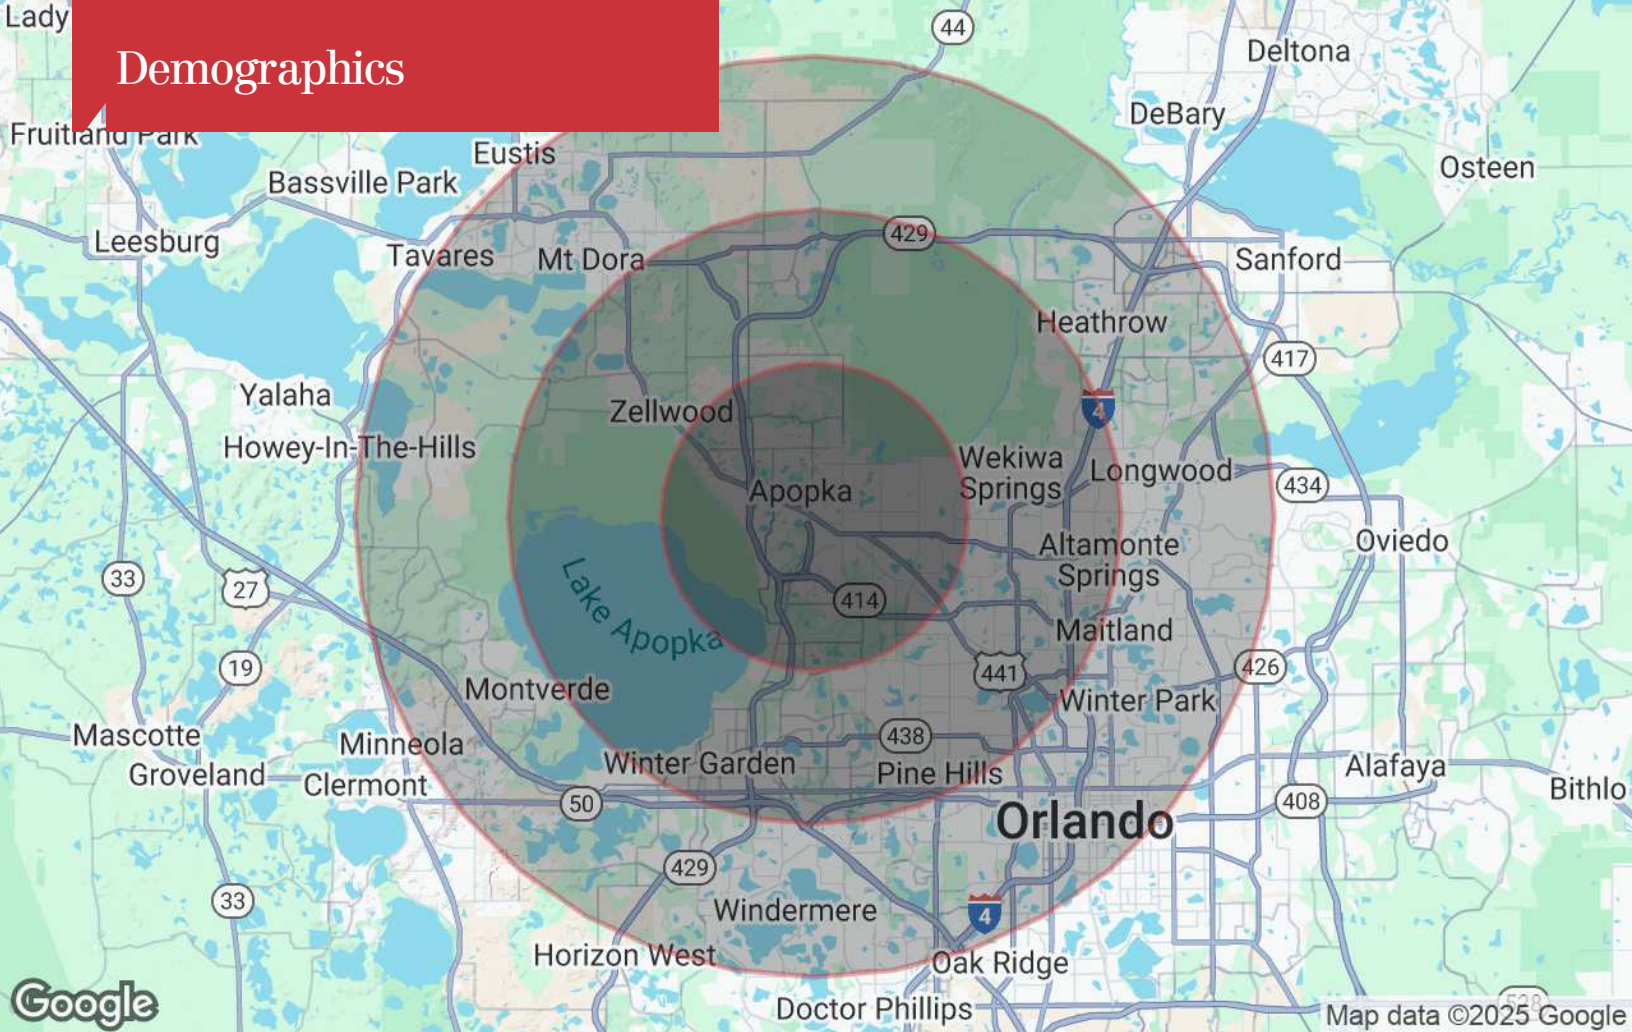 Demographics
Lady
44
Deltona
DeBary
Fruitland Park
Eustis
Osteen
Bassville Park
Leesburg
Tavares
Mt Dora
429
Sanford
Heathrow
417
Yalaha
Zellwood
4
Howey-In-The-Hills
Wekiwa
Springs
Longwood
434
Apopka
Oviedo
Altamonte
Springs
33
27
414
Lake Apopka
Maitland
19
441
426
Montverde
Winter Park
Mascotte
Minneola
438
Groveland
Clermont
Winter Garden
Pine Hills
Alafaya
Bithlo
50
408
Orlando
429
33
Windermere
4
Horizon West
Oak Ridge
Google
Doctor Phillips
528
Map data ©2025 Google